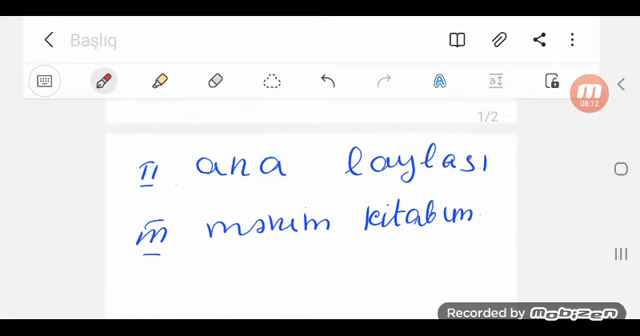 Başlıq
08:12
1/2
II ana laylası
III mənim kitabım
Recorded by
MOBiZEN